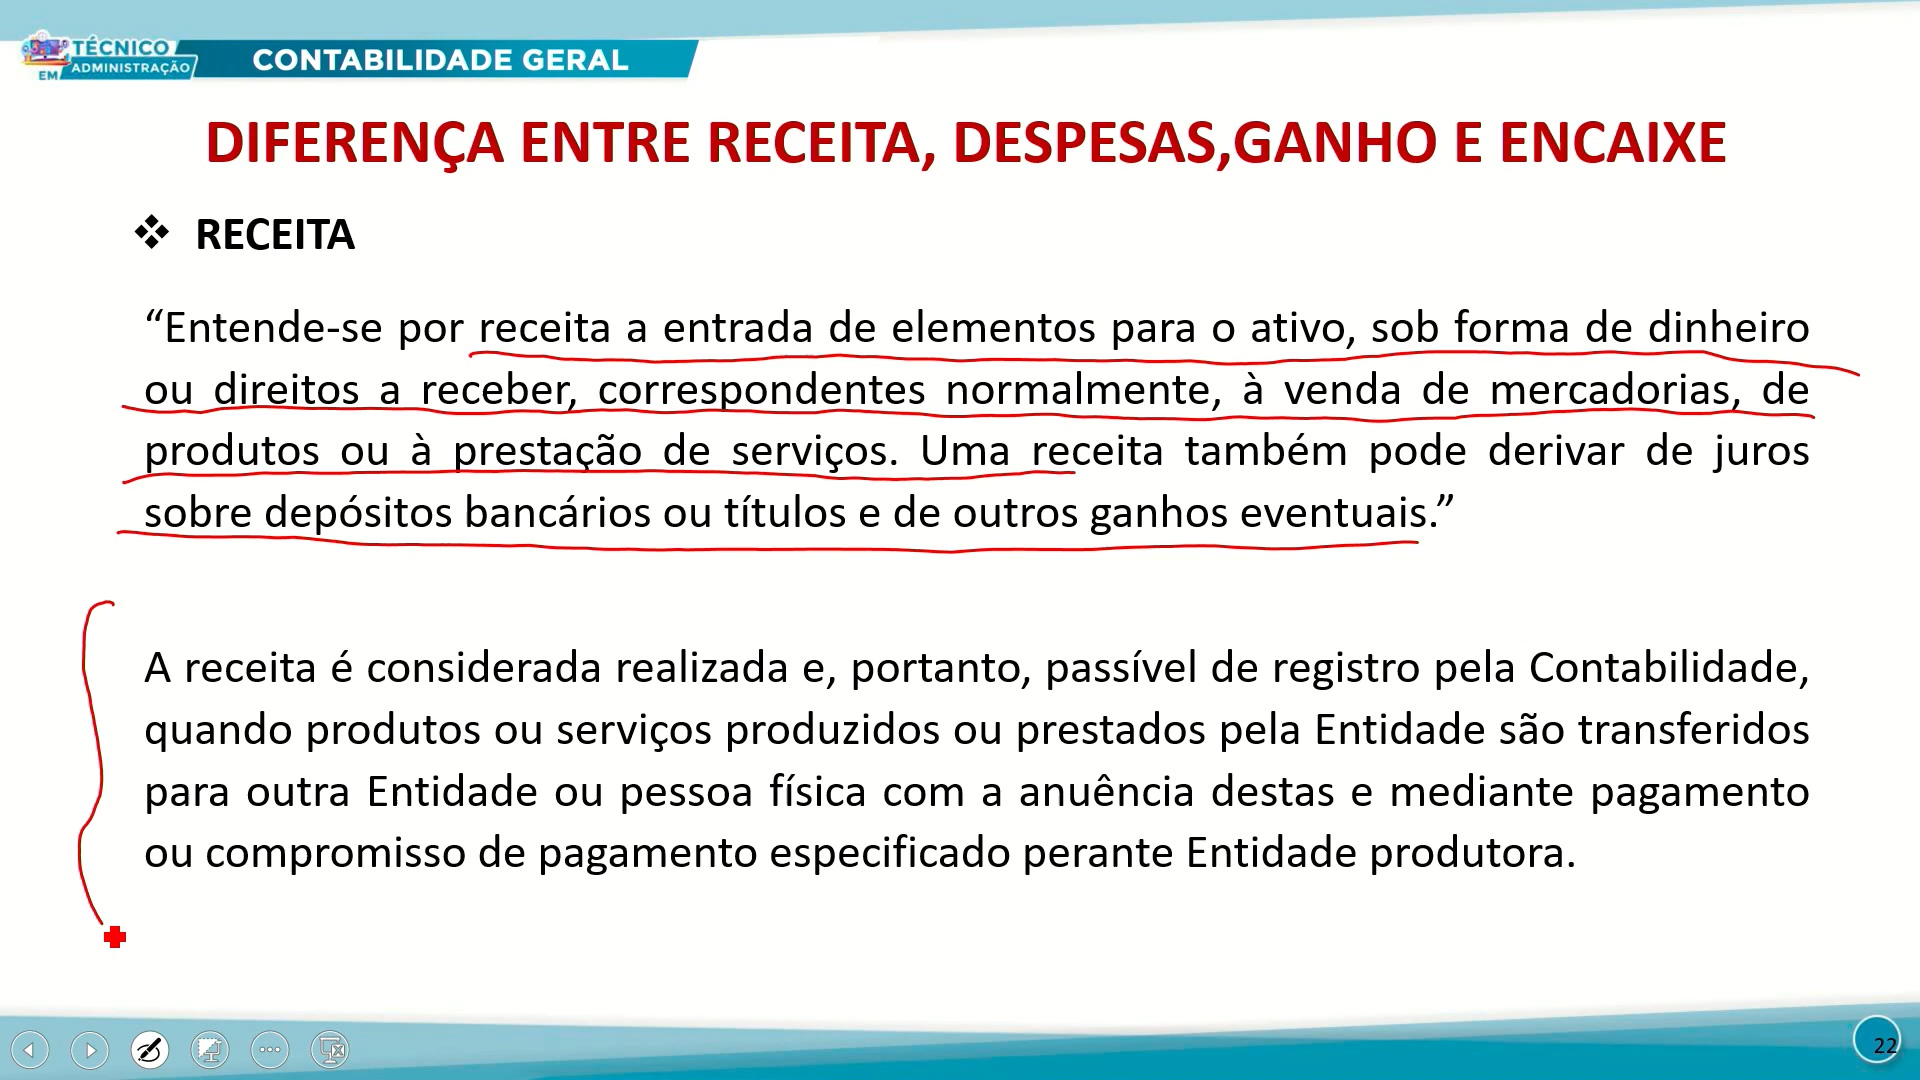 TÉCNICO
EM ADMINISTRAÇÃO
CONTABILIDADE GERAL
DIFERENÇA ENTRE RECEITA, DESPESAS,GANHO E ENCAIXE
❖ RECEITA
“Entende-se por receita a entrada de elementos para o ativo, sob forma de dinheiro
ou direitos a receber, correspondentes normalmente, à venda de mercadorias, de
produtos ou à prestação de serviços. Uma receita também pode derivar de juros
sobre depósitos bancários ou títulos e de outros ganhos eventuais.”
A receita é considerada realizada e, portanto, passível de registro pela Contabilidade,
quando produtos ou serviços produzidos ou prestados pela Entidade são transferidos
para outra Entidade ou pessoa física com a anuência destas e mediante pagamento
ou compromisso de pagamento especificado perante Entidade produtora.
22